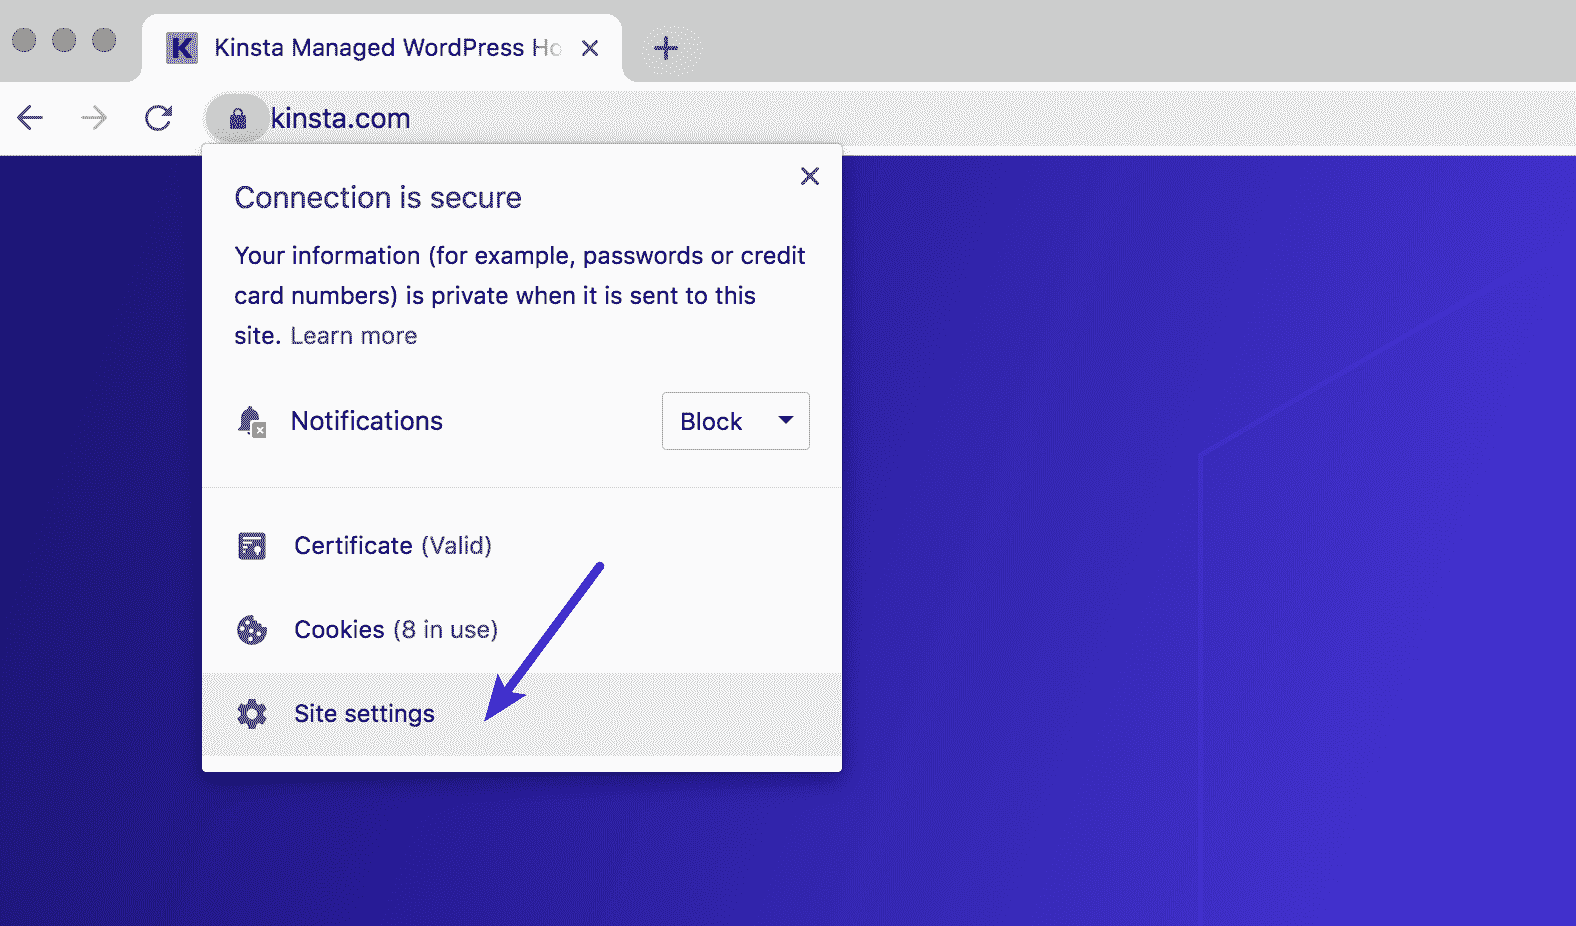 K Kinsta Managed WordPress Ho
kinsta.com
Connection is secure
Your information (for example, passwords or credit
card numbers) is private when it is sent to this
site. Learn more
Notifications
Block
Certificate (Valid)
Cookies (8 in use)
Site settings